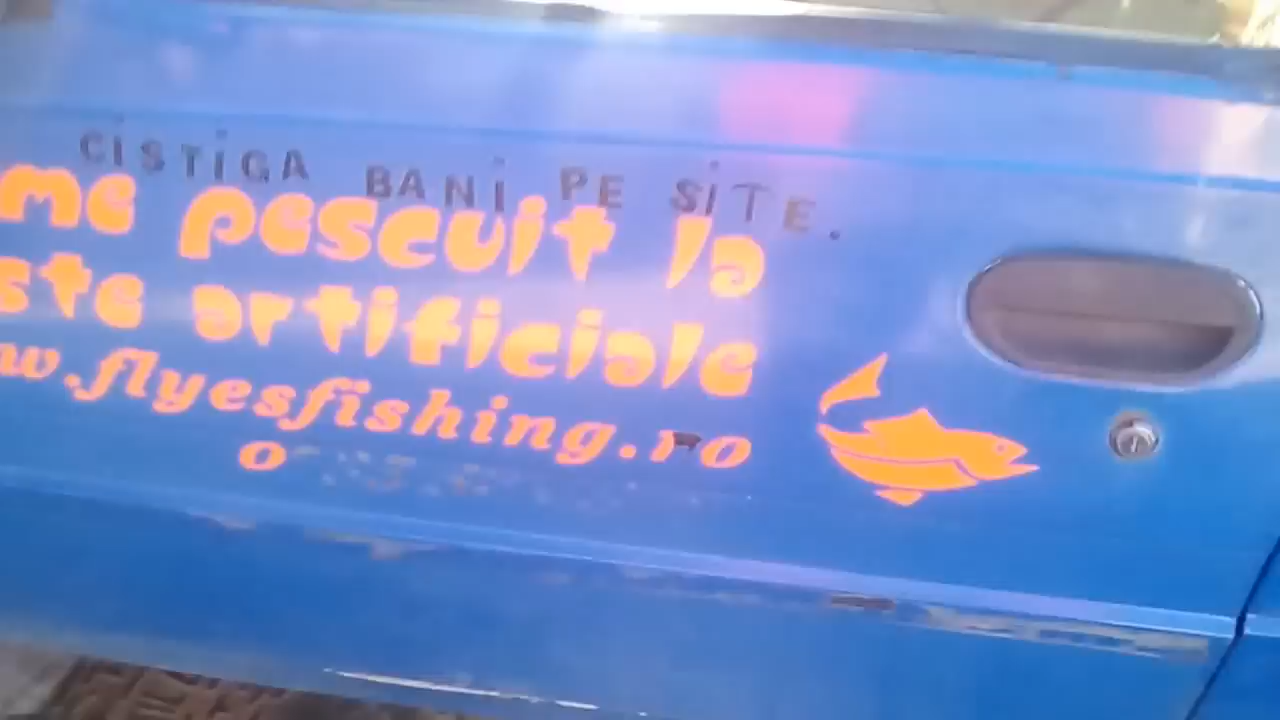 CiSTiGA BANi PE SiTE.
me pescuit la
ste artificiale
w.flyesfishing.ro
o